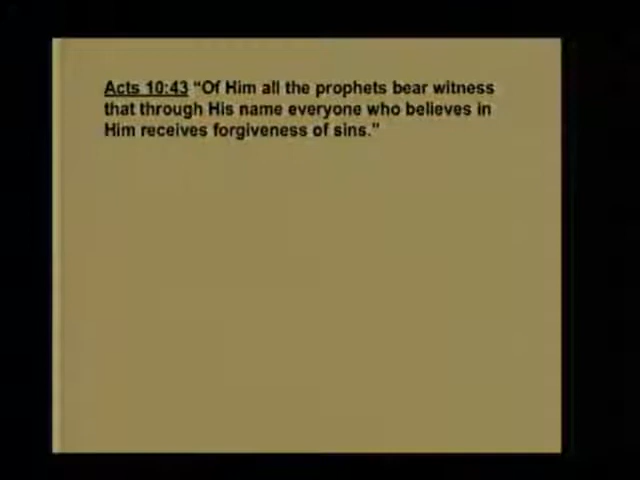 Acts 10:43 “Of Him all the prophets bear witness
that through His name everyone who believes in
Him receives forgiveness of sins.”